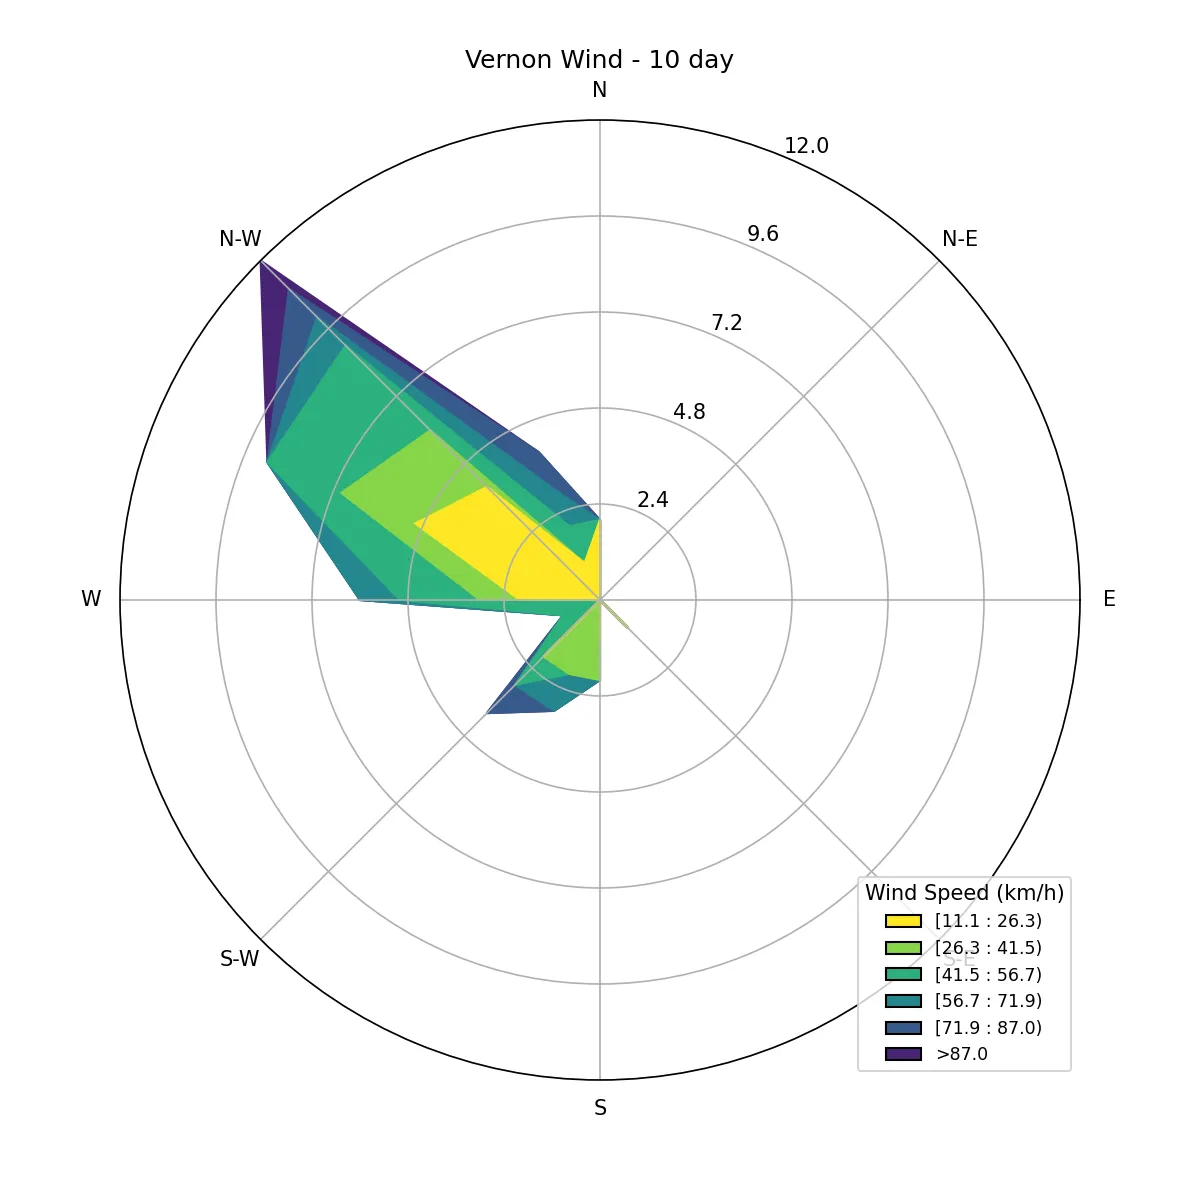 Vernon Wind - 10 day
N
12.0
N-W
9.6
N-E
7.2
4.8
2.4
W
E
S-W
S-E
S
Wind Speed (km/h)
[11.1 : 26.3)
[26.3 : 41.5)
[41.5 : 56.7)
[56.7 : 71.9)
[71.9 : 87.0)
>87.0